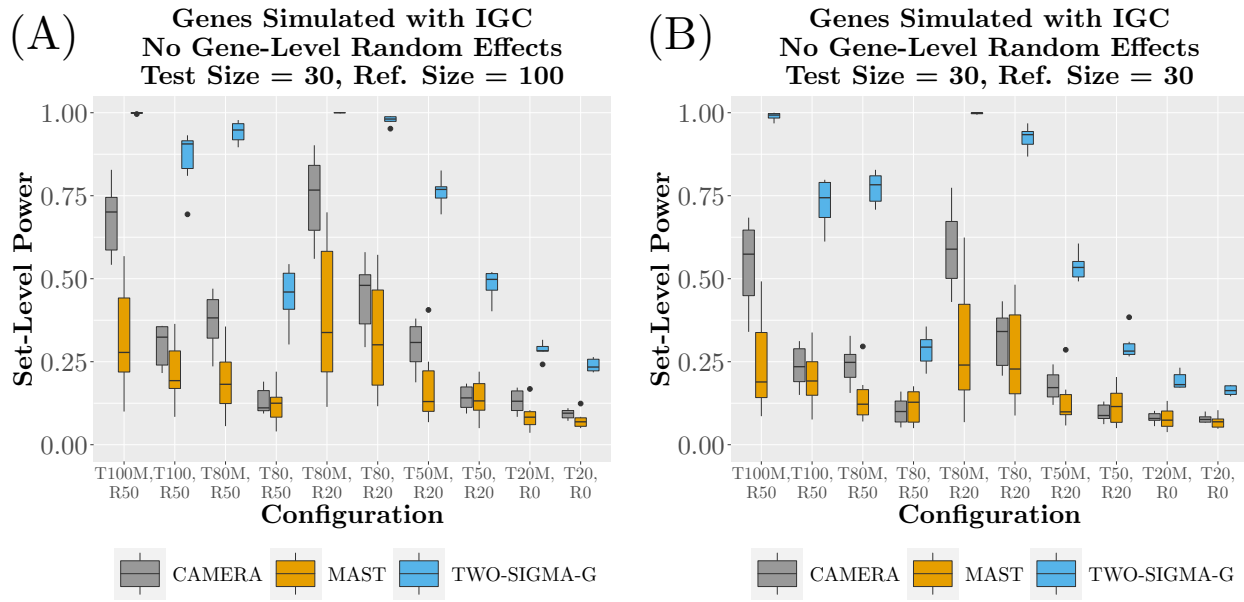 (A)
Genes Simulated with IGC
No Gene-Level Random Effects
Test Size = 30, Ref. Size = 100
Set-Level Power
1.00
0.75
0.50
0.25
0.00
T100M, T100, T80M, T80, T80M, T80, T50M, T50, T20M, T20,
R50 R50 R50 R50 R20 R20 R20 R20 R0 R0
Configuration
CAMERA MAST TWO-SIGMA-G
(B)
Genes Simulated with IGC
No Gene-Level Random Effects
Test Size = 30, Ref. Size = 30
Set-Level Power
1.00
0.75
0.50
0.25
0.00
T100M, T100, T80M, T80, T80M, T80, T50M, T50, T20M, T20,
R50 R50 R50 R50 R20 R20 R20 R20 R0 R0
Configuration
CAMERA MAST TWO-SIGMA-G